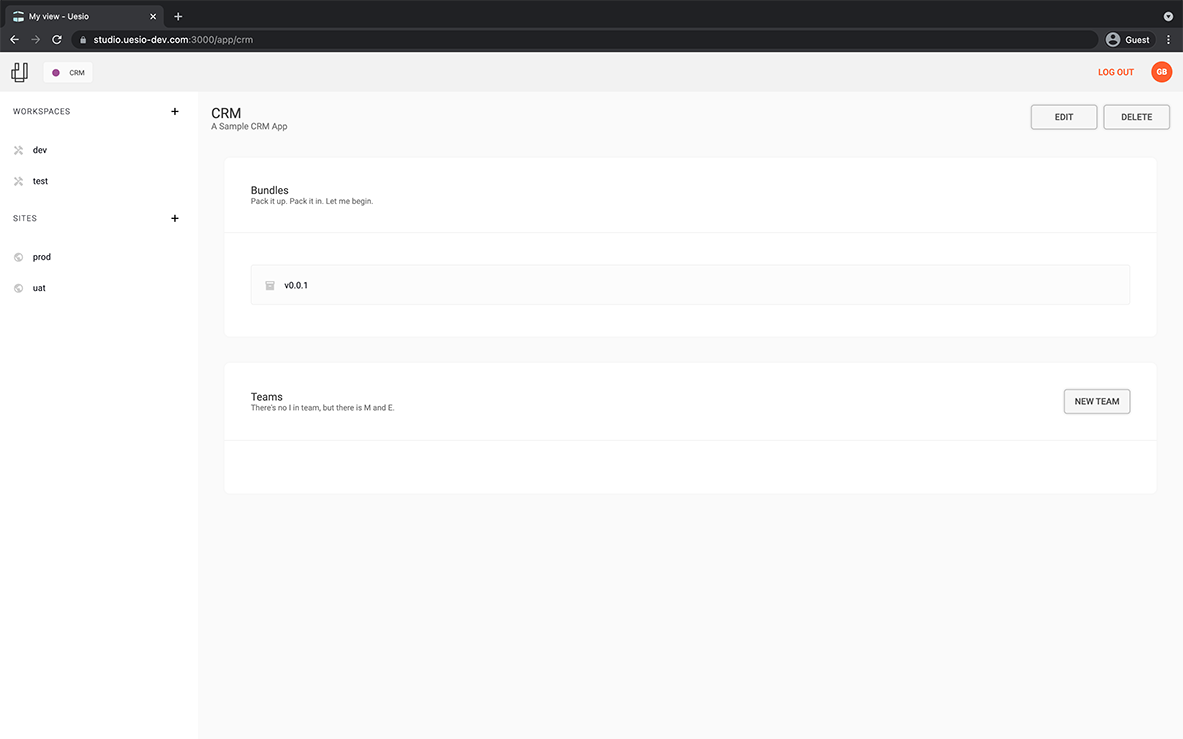 My view - Uesio
studio.uesio-dev.com:3000/app/crm
Guest
CRM
LOG OUT
GB
WORKSPACES
dev
test
SITES
prod
uat
CRM
A Sample CRM App
EDIT
DELETE
Bundles
Pack it up. Pack it in. Let me begin.
v0.0.1
Teams
There's no I in team, but there is M and E.
NEW TEAM